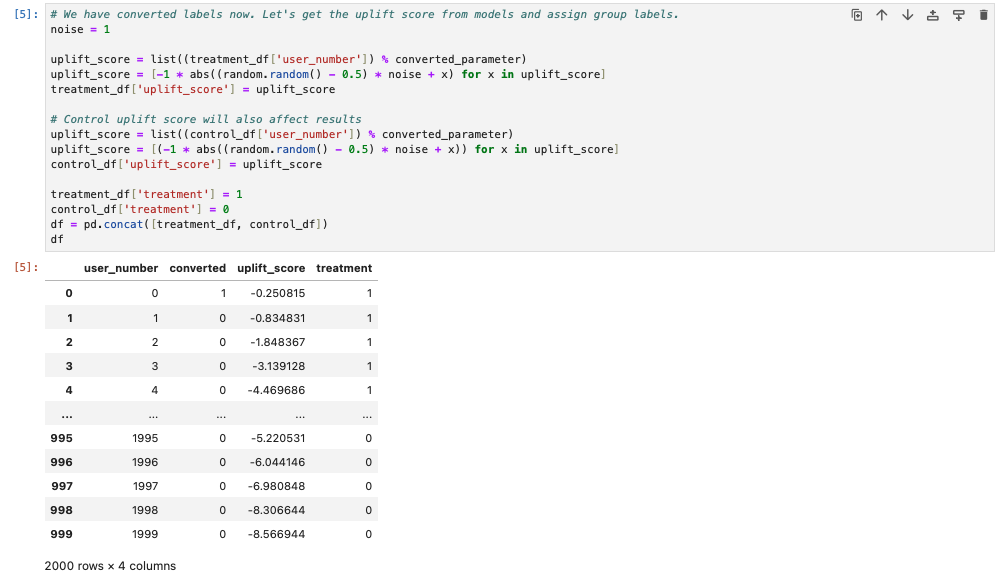 [5]: # We have converted labels now. Let's get the uplift score from models and assign group labels.
noise = 1
uplift_score = list((treatment_df['user_number']) % converted_parameter)
uplift_score = [-1 * abs((random.random() - 0.5) * noise + x) for x in uplift_score]
treatment_df['uplift_score'] = uplift_score
# Control uplift score will also affect results
uplift_score = list((control_df['user_number']) % converted_parameter)
uplift_score = [(-1 * abs((random.random() - 0.5) * noise + x)) for x in uplift_score]
control_df['uplift_score'] = uplift_score
treatment_df['treatment'] = 1
control_df['treatment'] = 0
df = pd.concat([treatment_df, control_df])
df
[5]: user_number converted uplift_score treatment
0 0 1 -0.250815 1
1 1 0 -0.834831 1
2 2 0 -1.848367 1
3 3 0 -3.139128 1
4 4 0 -4.469686 1
... ... ... ... ...
995 1995 0 -5.220531 0
996 1996 0 -6.044146 0
997 1997 0 -6.980848 0
998 1998 0 -8.306644 0
999 1999 0 -8.566944 0
2000 rows × 4 columns